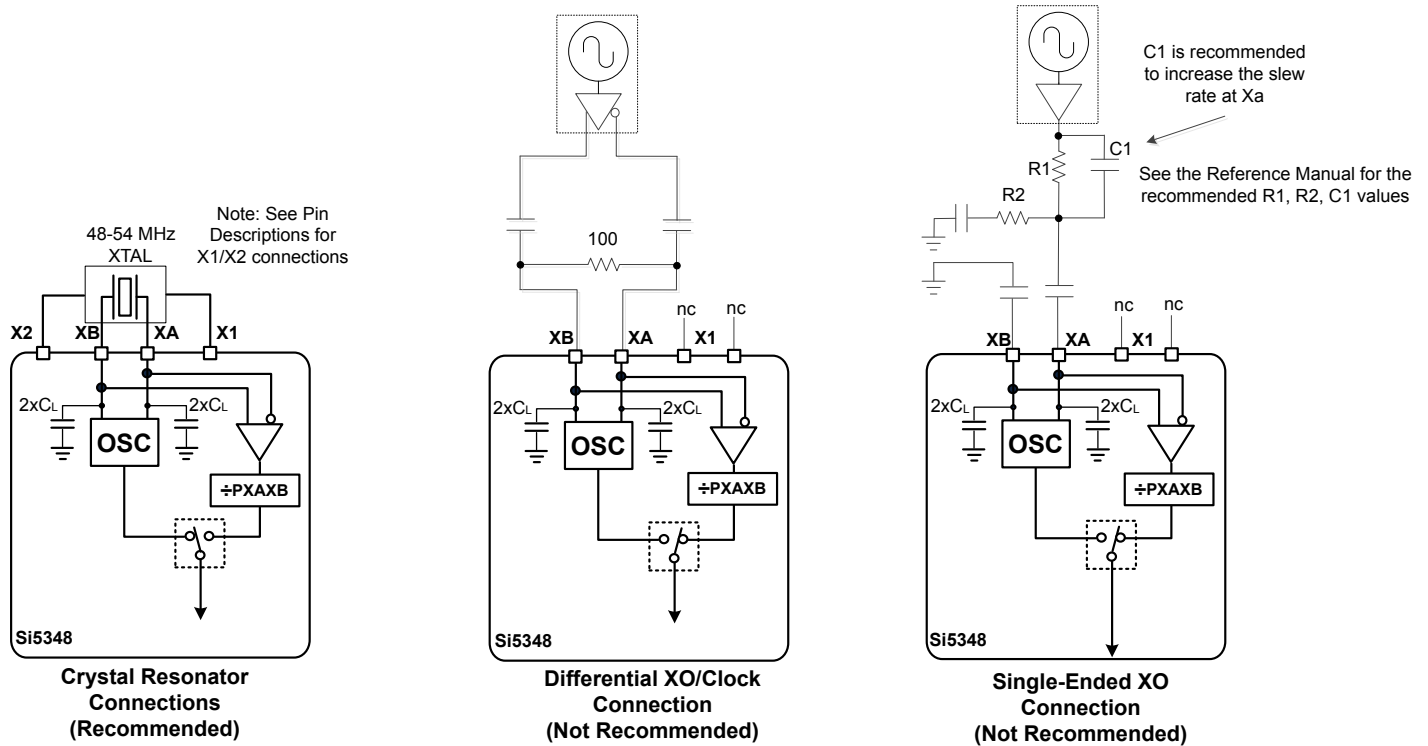 Note: See Pin
Descriptions for
X1/X2 connections
48-54 MHz
XTAL
X2
XB
XA
X1
2xCL
2xCL
OSC
÷PXAXB
Si5348
Crystal Resonator
Connections
(Recommended)
100
nc
nc
XB
XA
X1
2xCL
2xCL
OSC
÷PXAXB
Si5348
Differential XO/Clock
Connection
(Not Recommended)
C1 is recommended
to increase the slew
rate at Xa
C1
R1
See the Reference Manual for the
recommended R1, R2, C1 values
R2
nc
nc
XB
XA
X1
2xCL
2xCL
OSC
÷PXAXB
Si5348
Single-Ended XO
Connection
(Not Recommended)